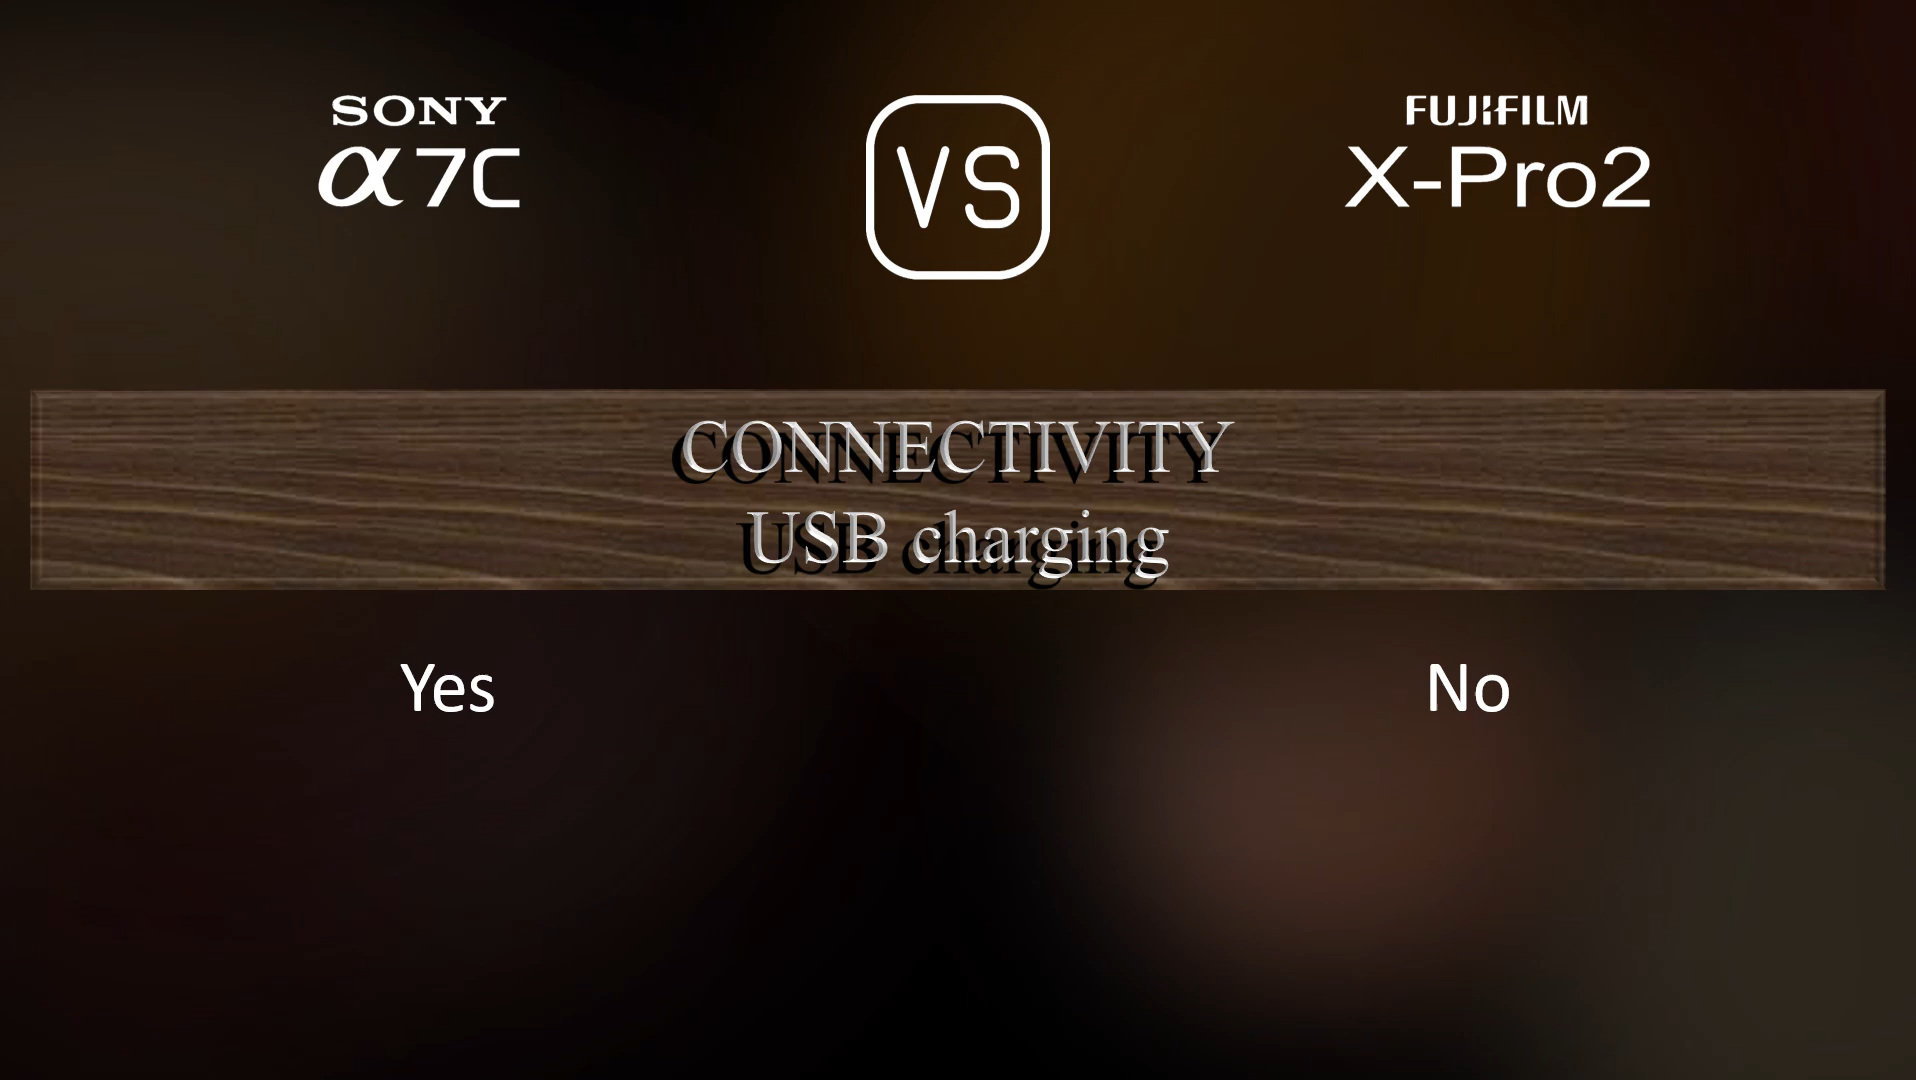 SONY
α7C
VS
FUJIFILM
X-Pro2
CONNECTIVITY
USB charging
Yes
No